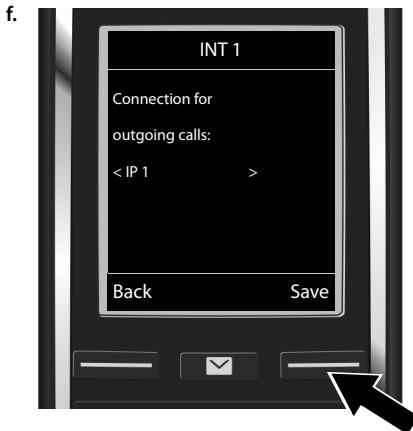 f.
INT 1
Connection for
outgoing calls:
< IP 1 >
Back Save